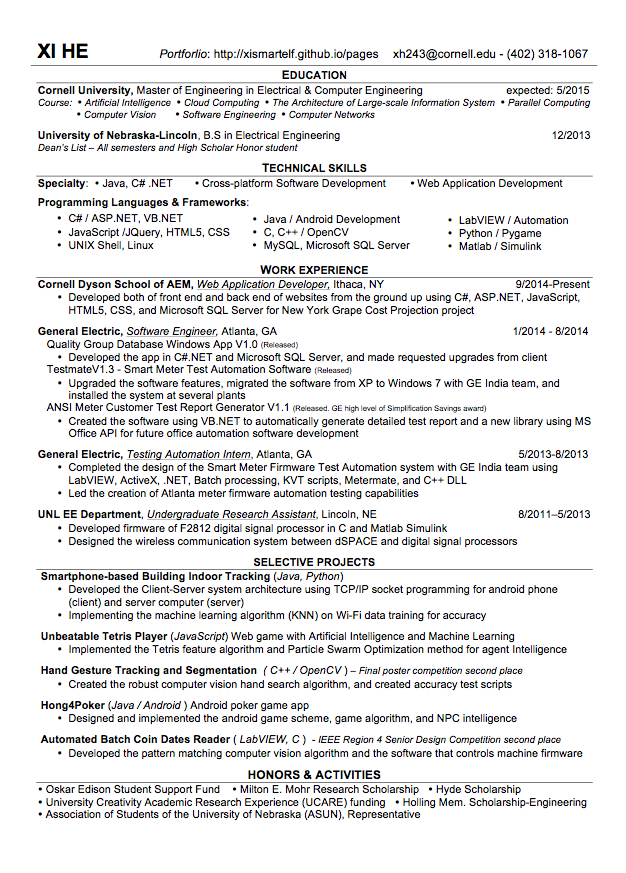 XI HE Portforlio: http://xismartelf.github.io/pages xh243@cornell.edu - (402) 318-1067
EDUCATION
Cornell University, Master of Engineering in Electrical & Computer Engineering expected: 5/2015
Course: • Artificial Intelligence • Cloud Computing • The Architecture of Large-scale Information System • Parallel Computing
• Computer Vision • Software Engineering • Computer Networks
University of Nebraska-Lincoln, B.S in Electrical Engineering 12/2013
Dean's List – All semesters and High Scholar Honor student
TECHNICAL SKILLS
Specialty: • Java, C# .NET • Cross-platform Software Development • Web Application Development
Programming Languages & Frameworks:
• C# / ASP.NET, VB.NET • Java / Android Development • LabVIEW / Automation
• JavaScript /JQuery, HTML5, CSS • C, C++ / OpenCV • Python / Pygame
• UNIX Shell, Linux • MySQL, Microsoft SQL Server • Matlab / Simulink
WORK EXPERIENCE
Cornell Dyson School of AEM, Web Application Developer, Ithaca, NY 9/2014-Present
• Developed both of front end and back end of websites from the ground up using C#, ASP.NET, JavaScript,
HTML5, CSS, and Microsoft SQL Server for New York Grape Cost Projection project
General Electric, Software Engineer, Atlanta, GA 1/2014 - 8/2014
Quality Group Database Windows App V1.0 (Released)
• Developed the app in C#.NET and Microsoft SQL Server, and made requested upgrades from client
TestmateV1.3 - Smart Meter Test Automation Software (Released)
• Upgraded the software features, migrated the software from XP to Windows 7 with GE India team, and
installed the system at several plants
ANSI Meter Customer Test Report Generator V1.1 (Released. GE high level of Simplification Savings award)
• Created the software using VB.NET to automatically generate detailed test report and a new library using MS
Office API for future office automation software development
General Electric, Testing Automation Intern, Atlanta, GA 5/2013-8/2013
• Completed the design of the Smart Meter Firmware Test Automation system with GE India team using
LabVIEW, ActiveX, .NET, Batch processing, KVT scripts, Metermate, and C++ DLL
• Led the creation of Atlanta meter firmware automation testing capabilities
UNL EE Department, Undergraduate Research Assistant, Lincoln, NE 8/2011–5/2013
• Developed firmware of F2812 digital signal processor in C and Matlab Simulink
• Designed the wireless communication system between dSPACE and digital signal processors
SELECTIVE PROJECTS
Smartphone-based Building Indoor Tracking (Java, Python)
• Developed the Client-Server system architecture using TCP/IP socket programming for android phone
(client) and server computer (server)
• Implementing the machine learning algorithm (KNN) on Wi-Fi data training for accuracy
Unbeatable Tetris Player (JavaScript) Web game with Artificial Intelligence and Machine Learning
• Implemented the Tetris feature algorithm and Particle Swarm Optimization method for agent Intelligence
Hand Gesture Tracking and Segmentation ( C++ / OpenCV ) – Final poster competition second place
• Created the robust computer vision hand search algorithm, and created accuracy test scripts
Hong4Poker (Java / Android ) Android poker game app
• Designed and implemented the android game scheme, game algorithm, and NPC intelligence
Automated Batch Coin Dates Reader ( LabVIEW, C ) - IEEE Region 4 Senior Design Competition second place
• Developed the pattern matching computer vision algorithm and the software that controls machine firmware
HONORS & ACTIVITIES
• Oskar Edison Student Support Fund • Milton E. Mohr Research Scholarship • Hyde Scholarship
• University Creativity Academic Research Experience (UCARE) funding • Holling Mem. Scholarship-Engineering
• Association of Students of the University of Nebraska (ASUN), Representative